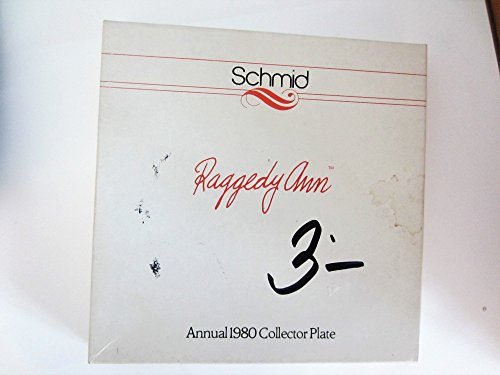 Schmid
Raggedy Ann™
3-
Annual 1980 Collector Plate